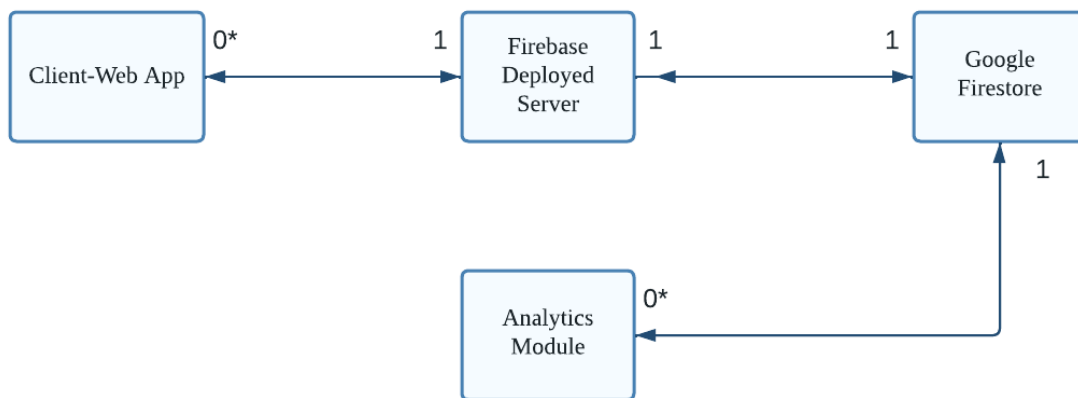 0*
1
1
1
Client-Web App
Firebase
Deployed
Server
Google
Firestore
1
0*
Analytics
Module